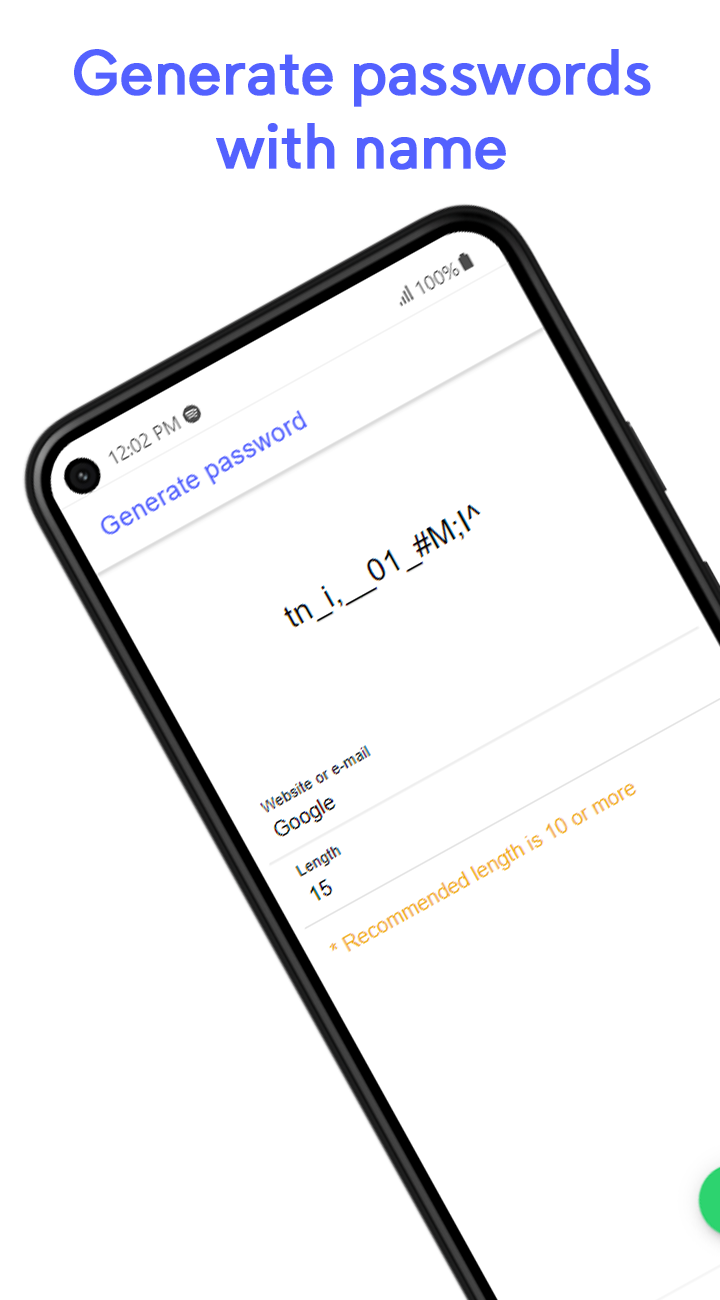 Generate passwords
with name
12:02 PM
100%
Generate password
tn_i,__01_#M;I^
Website or e-mail
Google
Length
15
* Recommended length is 10 or more